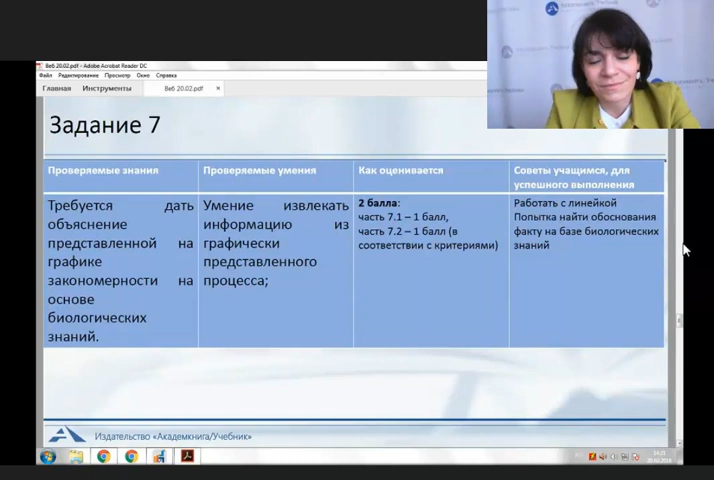 Ве6 20.02.pdf - Adobe Acrobat Reader DC
Файл Редактирование Просмотр Окно Справка
Главная Инструменты Ве6 20.02.pdf ×
Задание 7
Проверяемые знания
Требуется дать
объяснение
представленной на
графике
закономерности на
основе
биологических
знаний.
Проверяемые умения
Умение извлекать
информацию из
графически
представленного
процесса;
Как оценивается
2 балла:
часть 7.1 – 1 балл,
часть 7.2 – 1 балл (в
соответствии с критериями)
Советы учащимся, для
успешного выполнения
Работать с линейкой
Попытка найти обоснования
факту на базе биологических
знаний
Издательство «Академкнига/Учебник»